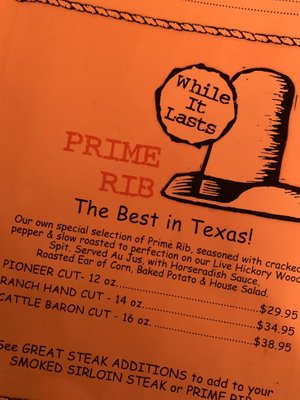 While
It
Lasts
PRIME
RIB
The Best in Texas!
Our own special selection of Prime Rib, seasoned with cracked
pepper & slow roasted to perfection on our Live Hickory Wood
Spit. Served Au Jus, with Horseradish Sauce,
Roasted Ear of Corn, Baked Potato & House Salad.
PIONEER CUT- 12 oz. $29.95
RANCH HAND CUT - 14 oz. $34.95
CATTLE BARON CUT - 16 oz. $38.95
See GREAT STEAK ADDITIONS to add to your
SMOKED SIRLOIN STEAK or PRIME RIB